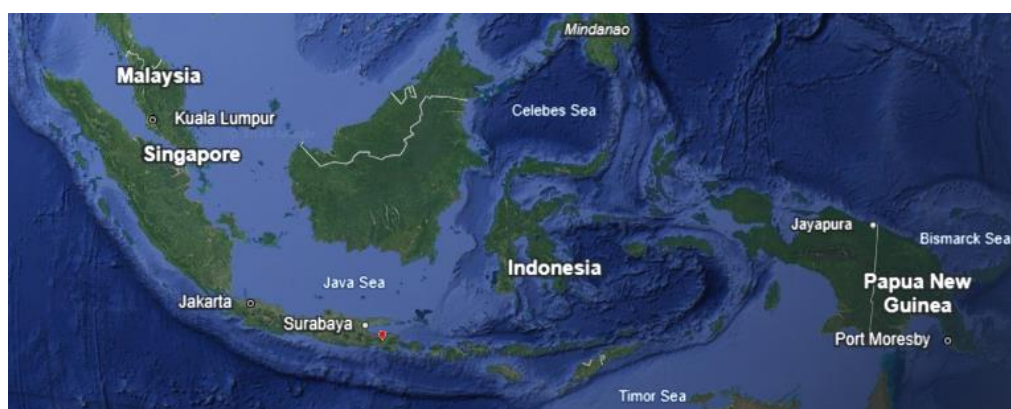 Mindanao
Malaysia
Celebes Sea
Kuala Lumpur
Singapore
Jayapura
Bismarck Sea
Indonesia
Java Sea
Papua New
Guinea
Jakarta
Surabaya
Port Moresby
Timor Sea